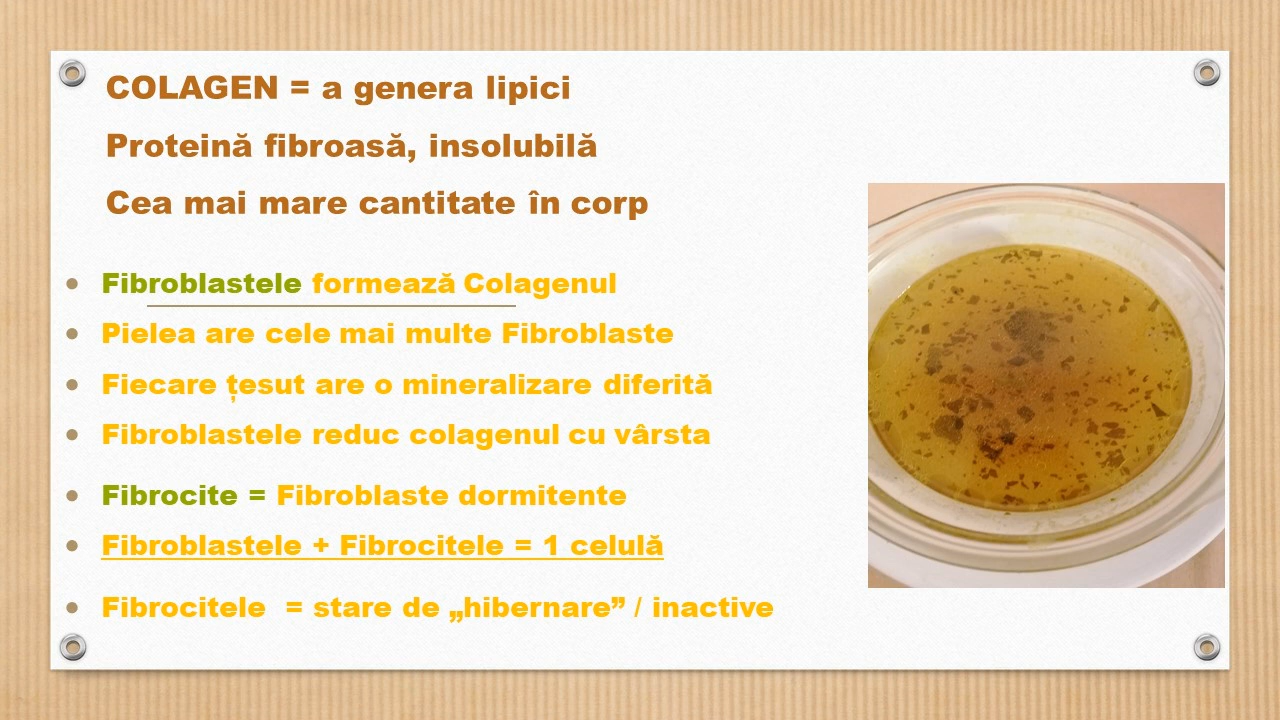 COLAGEN = a genera lipici
Proteină fibroasă, insolubilă
Cea mai mare cantitate în corp
Fibroblastele formează Colagenul
Pielea are cele mai multe Fibroblaste
Fiecare țesut are o mineralizare diferită
Fibroblastele reduc colagenul cu vârsta
Fibrocite = Fibroblaste dormitente
Fibroblastele + Fibrocitele = 1 celulă
Fibrocitele = stare de „hibernare” / inactive